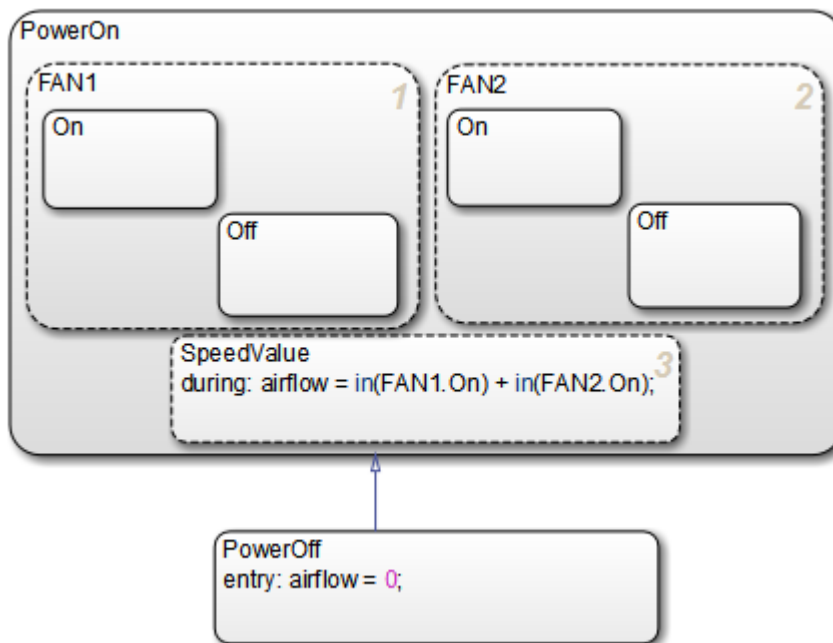 PowerOn
FAN1
1
On
Off
FAN2
2
On
Off
SpeedValue
3
during: airflow = in(FAN1.On) + in(FAN2.On);
PowerOff
entry: airflow = 0;